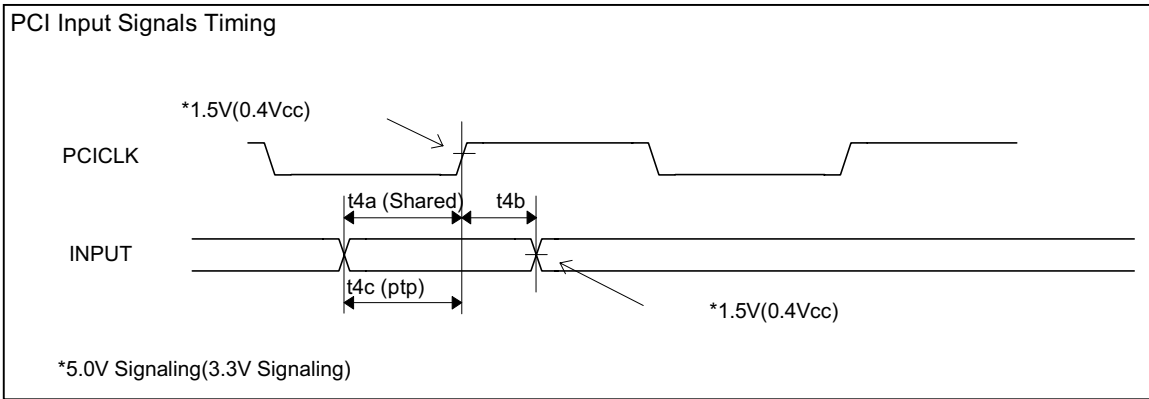 PCI Input Signals Timing
*1.5V(0.4Vcc)
PCICLK
t4a (Shared)
t4b
INPUT
t4c (ptp)
*1.5V(0.4Vcc)
*5.0V Signaling(3.3V Signaling)